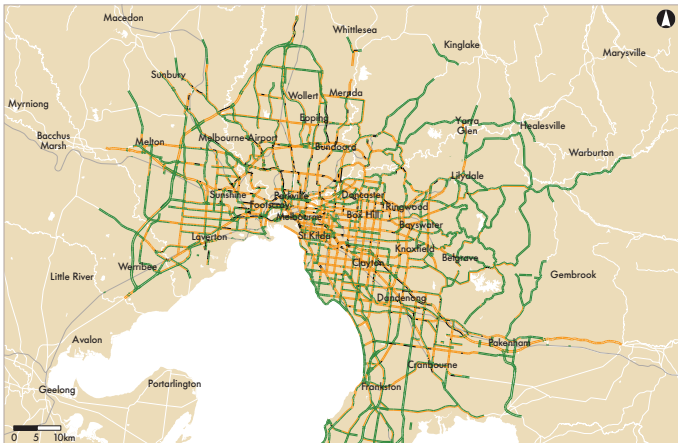 Macedon
Whittlesea
Kinglake
Marysville
Sunbury
Wollert
Mernda
Myrniong
Epping
Yarra
Glen
Healesville
Bacchus
Marsh
Melton
Melbourne Airport
Bundoora
Warburton
Lilydale
Sunshine
Parkville
Doncaster
Footscray
Ringwood
Melbourne
Box Hill
Bayswater
Laverton
St Kilda
Knoxfield
Belgrave
Clayton
Werribee
Little River
Gembrook
Dandenong
Avalon
Pakenham
Cranbourne
Geelong
Portarlington
Frankston
0 5 10km